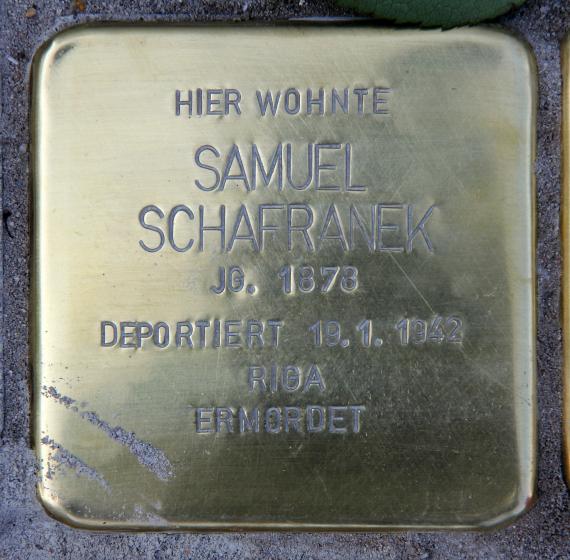 HIER WOHNTE
SAMUEL
SCHAFRANEK
JG. 1878
DEPORTIERT 19.1.1942
RIGA
ERMORDET